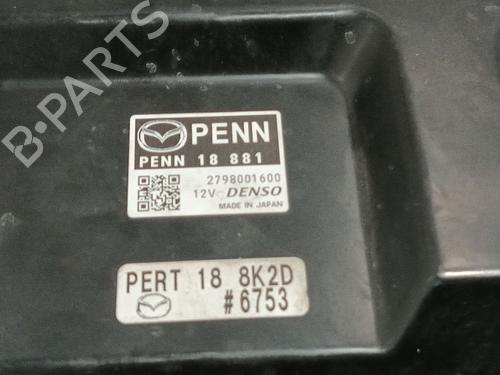 B-PARTS
PENN
PENN 18 881
2798001600
12V DENSO
MADE IN JAPAN
PERT 18 8K2D
#6753